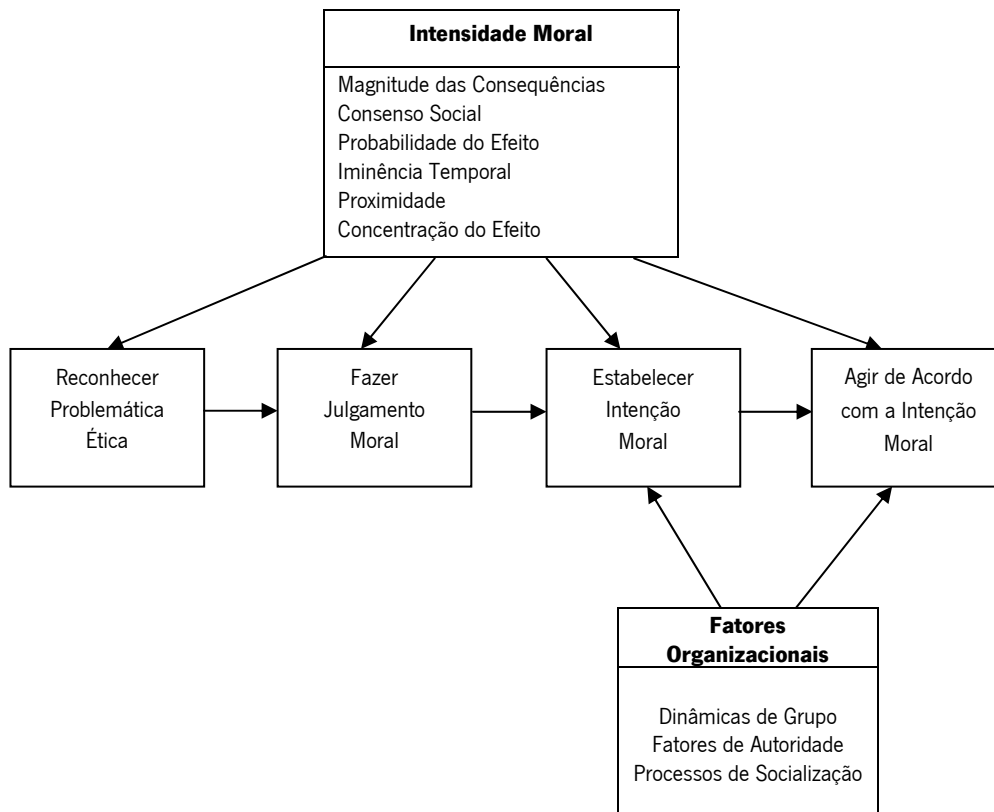 Intensidade Moral
Magnitude das Consequências
Consenso Social
Probabilidade do Efeito
Iminência Temporal
Proximidade
Concentração do Efeito
Reconhecer
Problemática
Ética
Fazer
Julgamento
Moral
Estabelecer
Intenção
Moral
Agir de Acordo
com a Intenção
Moral
Fatores
Organizacionais
Dinâmicas de Grupo
Fatores de Autoridade
Processos de Socialização